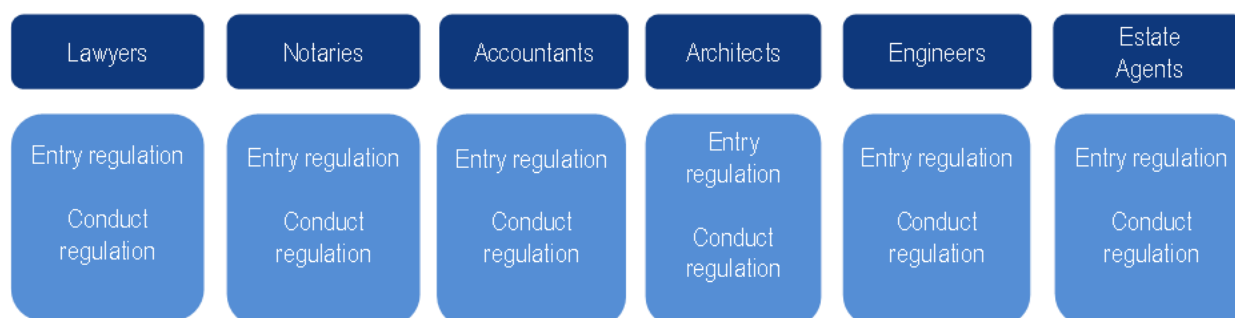 Lawyers
Notaries
Accountants
Architects
Engineers
Estate
Agents
Entry regulation
Conduct
regulation
Entry regulation
Conduct
regulation
Entry regulation
Conduct
regulation
Entry
regulation
Conduct
regulation
Entry regulation
Conduct
regulation
Entry regulation
Conduct
regulation